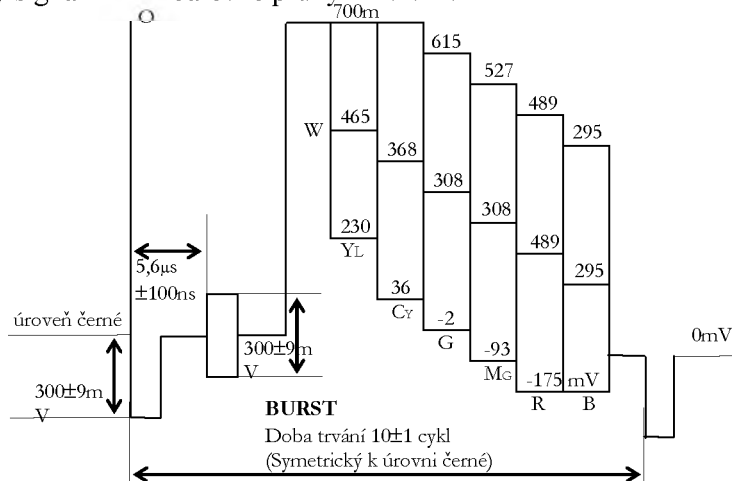 O
700m
615
527
489
465
295
W
368
308
308
230
489
YL
5,6µs
295
±100ns
36
CY
úroveň černé
-2
0mV
G
300±9m
V
-93
MG
-175 mV
300±9m
V
R
B
BURST
Doba trvání 10±1 cykl
(Symetrický k úrovni černé)